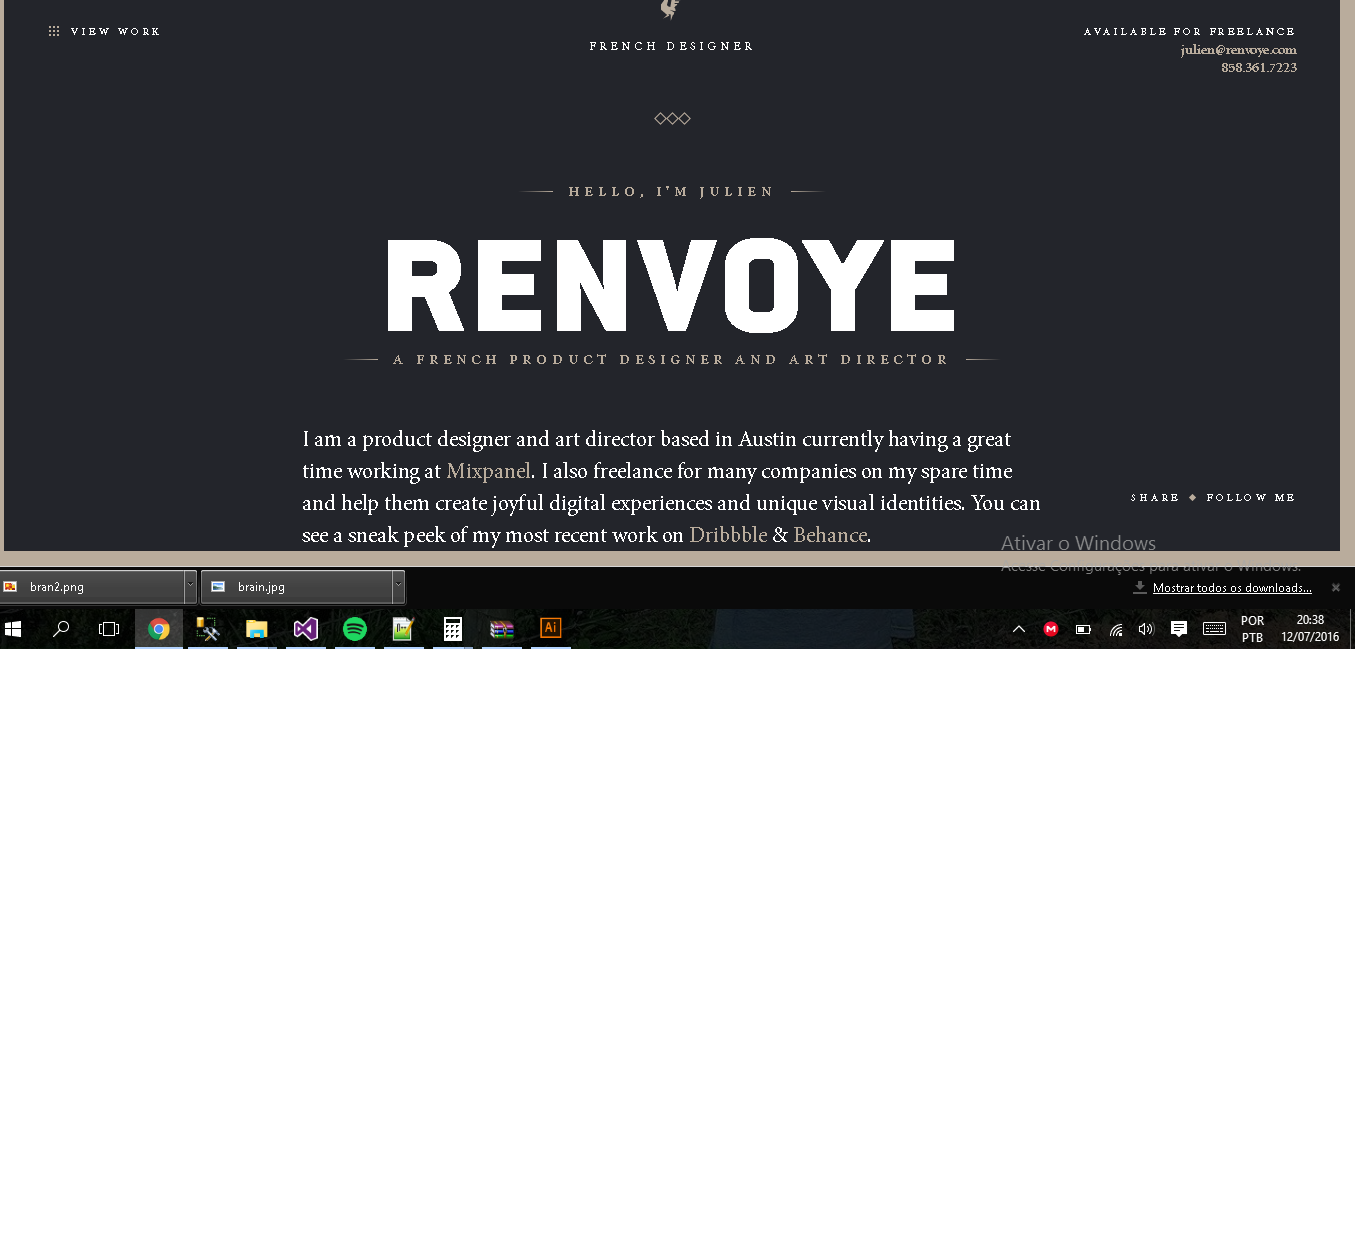 VIEW WORK
FRENCH DESIGNER
AVAILABLE FOR FREELANCE
julien@renvoye.com
858.361.7223
HELLO, I'M JULIEN
RENVOYE
A FRENCH PRODUCT DESIGNER AND ART DIRECTOR
I am a product designer and art director based in Austin currently having a great
time working at Mixpanel. I also freelance for many companies on my spare time
and help them create joyful digital experiences and unique visual identities. You can
see a sneak peek of my most recent work on Dribbble & Behance.
SHARE ◆ FOLLOW ME
Ativar o Windows
Acesse Configurações para ativar o Windows.
bran2.png
brain.jpg
Mostrar todos os downloads...
Ai
M
POR
PTB
20:38
12/07/2016